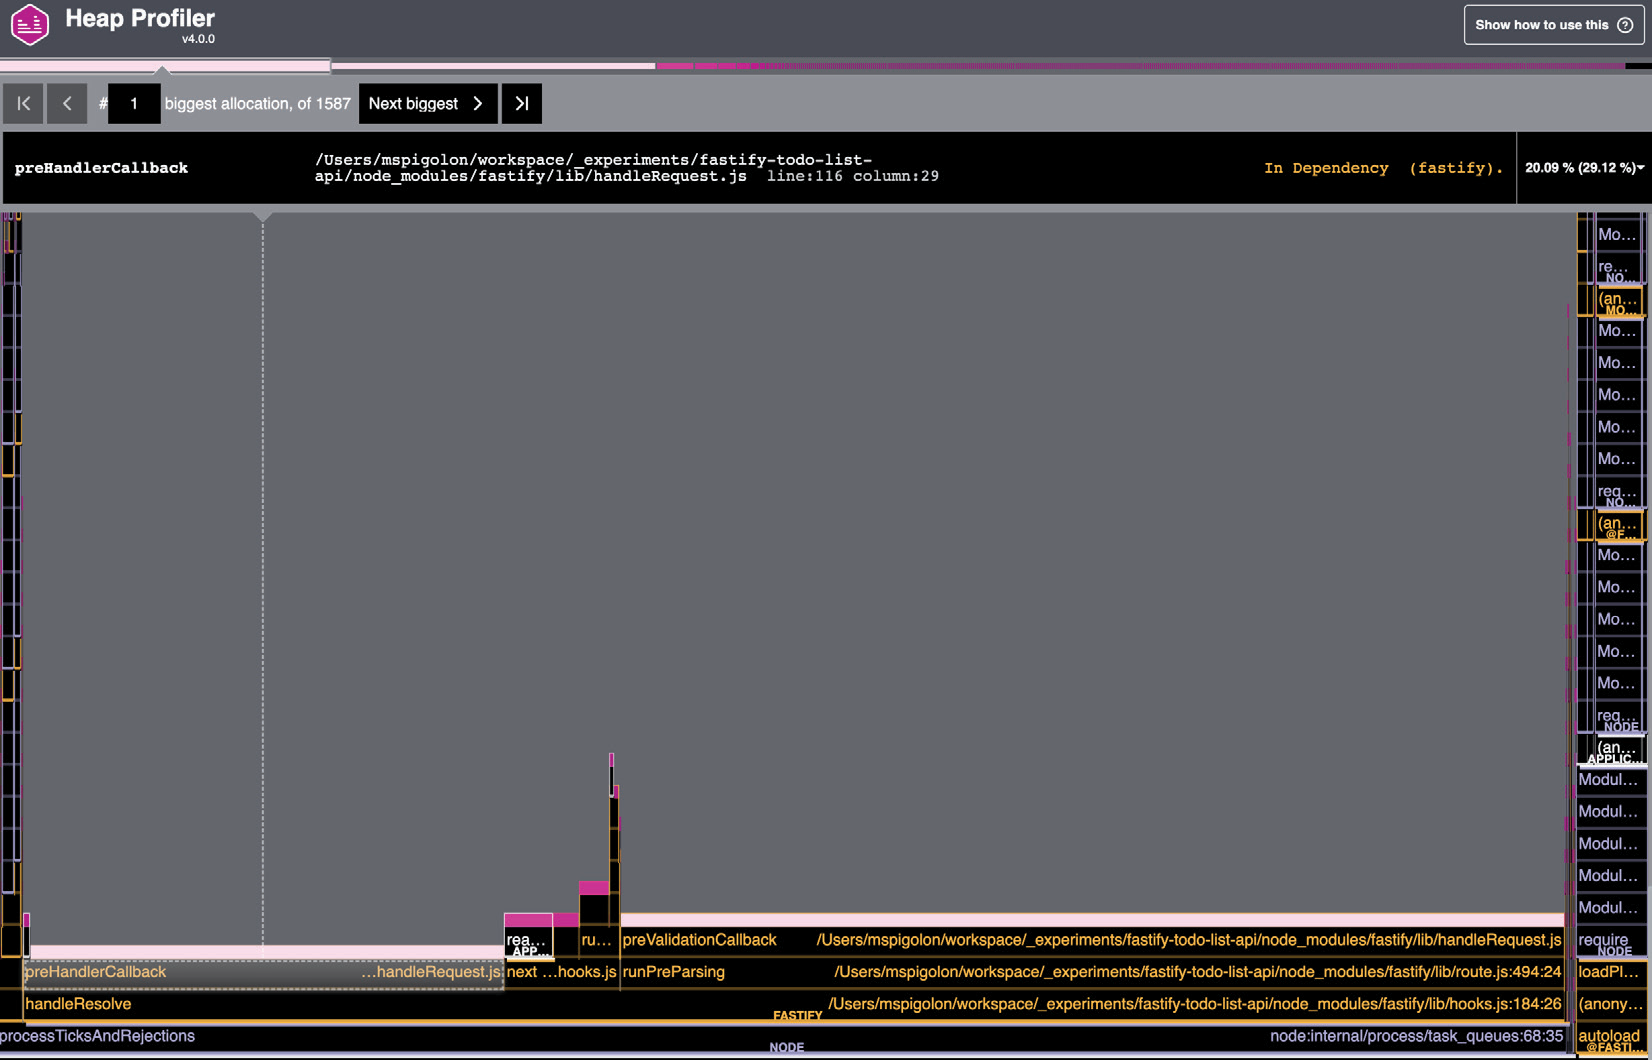 Heap Profiler
v4.0.0
Show how to use this ?
# 1 biggest allocation, of 1587 Next biggest
preHandlerCallback
/Users/mspigolon/workspace/_experiments/fastify-todo-list-
api/node_modules/fastify/lib/handleRequest.js line:116 column:29
In Dependency (fastify).
20.09 % (29.12 %)
Mo...
re...
NO...
(an...
MO...
Mo...
Mo...
Mo...
Mo...
Mo...
req...
NO...
(an...
@F...
Mo...
Mo...
Mo...
Mo...
Mo...
req...
NODE
(an...
APPLIC...
Modul...
Modul...
Modul...
Modul...
Modul...
rea...
APP...
ru...
preValidationCallback /Users/mspigolon/workspace/_experiments/fastify-todo-list-api/node_modules/fastify/lib/handleRequest.js
require
NODE
preHandlerCallback ...handleRequest.js
next ...hooks.js
runPreParsing /Users/mspigolon/workspace/_experiments/fastify-todo-list-api/node_modules/fastify/lib/route.js:494:24
loadPl...
handleResolve /Users/mspigolon/workspace/_experiments/fastify-todo-list-api/node_modules/fastify/lib/hooks.js:184:26
FASTIFY
(anony...
processTicksAndRejections node:internal/process/task_queues:68:35
NODE
autoload
@FASTI...